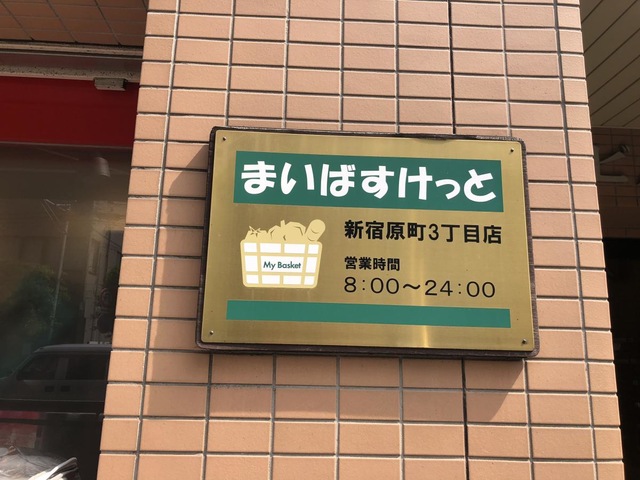 まいばすけっと
新宿原町3丁目店
My Basket
営業時間
8:00〜24:00